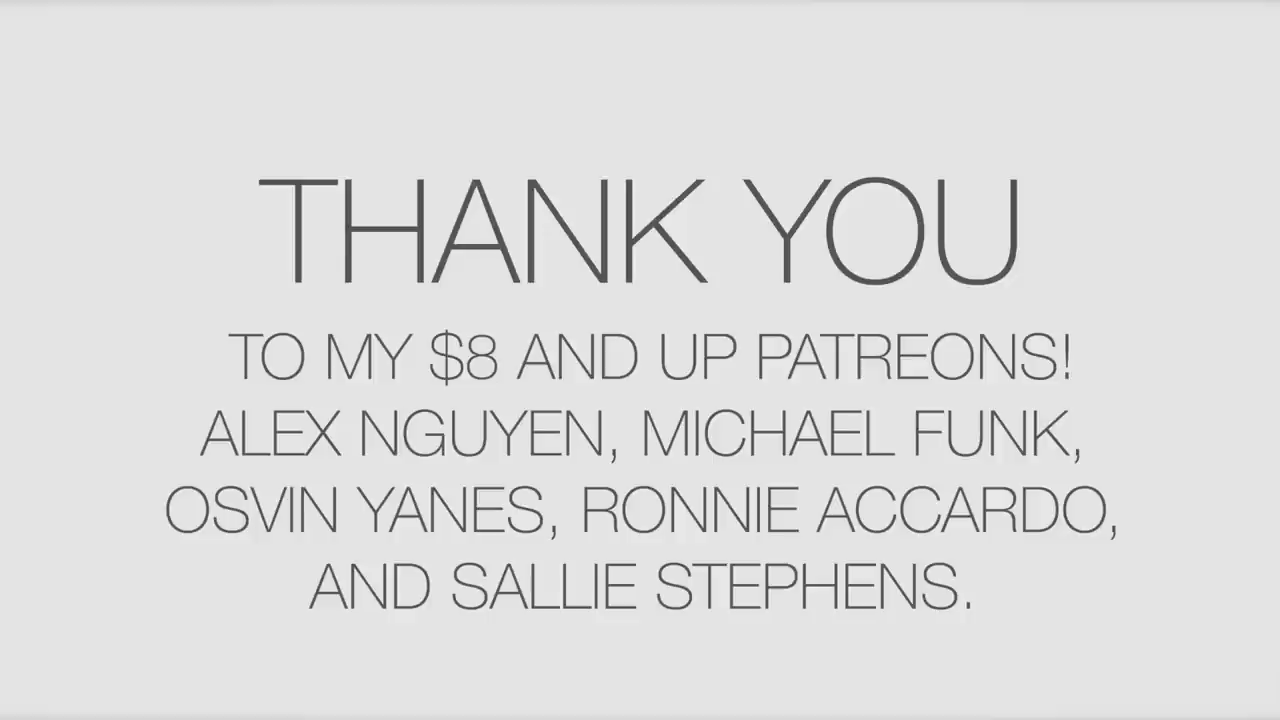 THANK YOU
TO MY $8 AND UP PATREONS!
ALEX NGUYEN, MICHAEL FUNK,
OSVIN YANES, RONNIE ACCARDO,
AND SALLIE STEPHENS.